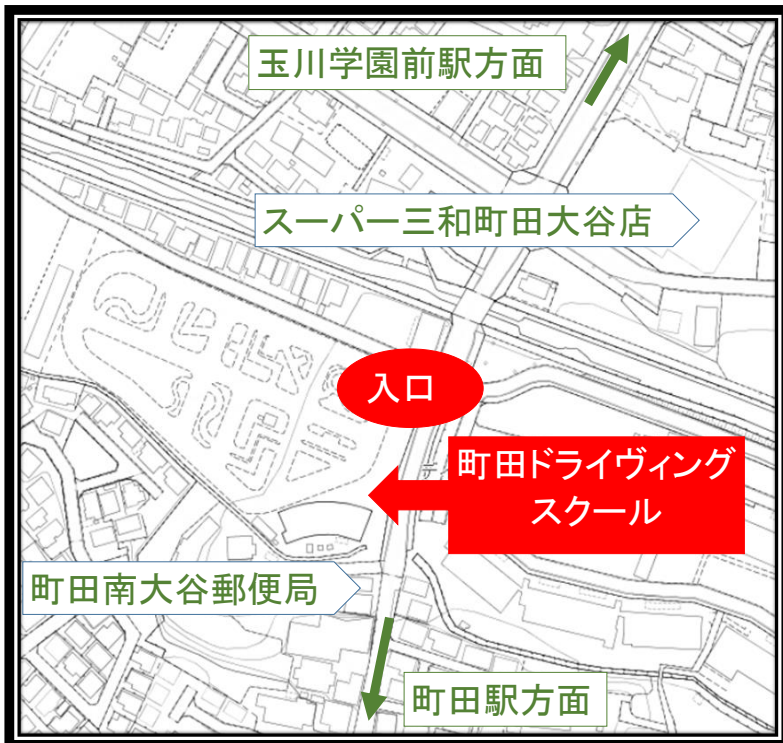 玉川学園前駅方面
スーパー三和町田大谷店
入口
町田ドライヴィング
スクール
町田南大谷郵便局
町田駅方面